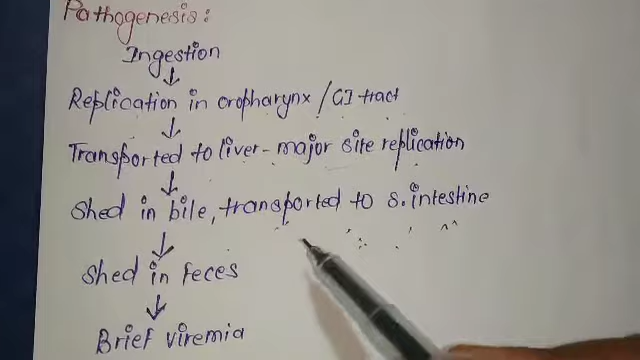 Pathogenesis:
Ingestion
Replication in oropharynx/GI tract
Transported to liver-major site replication
Shed in bile, transported to s.intestine
Shed in feces
Brief viremia